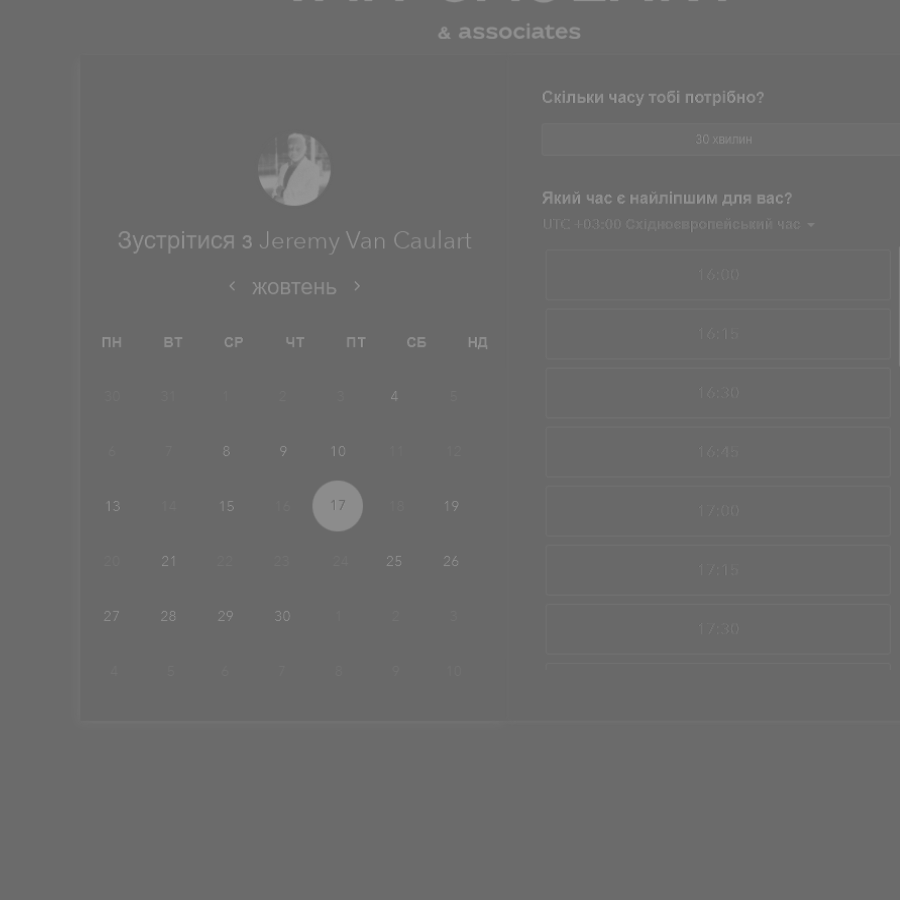 & associates
Зустрітися з Jeremy Van Caulart
жовтень
ПН ВТ СР ЧТ ПТ СБ НД
30 31 1 2 3 4 5
6 7 8 9 10 11 12
13 14 15 16 17 18 19
20 21 22 23 24 25 26
27 28 29 30 1 2 3
4 5 6 7 8 9 10
Скільки часу тобі потрібно?
30 хвилин
Який час є найліпшим для вас?
UTC +03:00 Східноєвропейський час
16:00
16:15
16:30
16:45
17:00
17:15
17:30